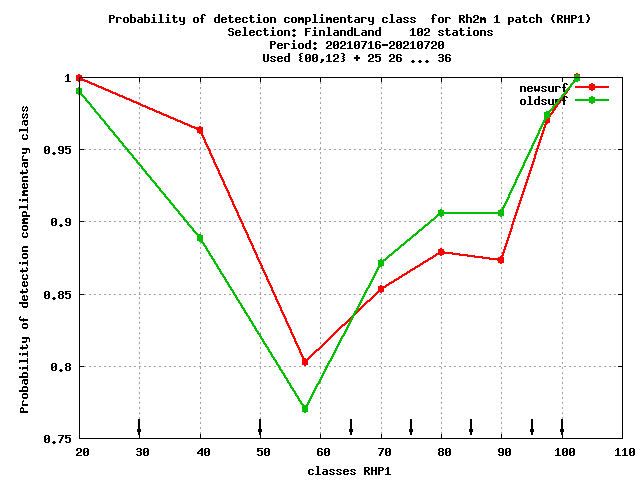 Probability of detection complimentary class  for Rh2m 1 patch (RHP1)
Selection: FinlandLand    102 stations
Period: 20210716-20210720
Used {00,12} + 25 26 ... 36
Probability of detection complimentary class
1
0.95
0.9
0.85
0.8
0.75
newsurf
oldsurf
20 30 40 50 60 70 80 90 100 110
classes RHP1